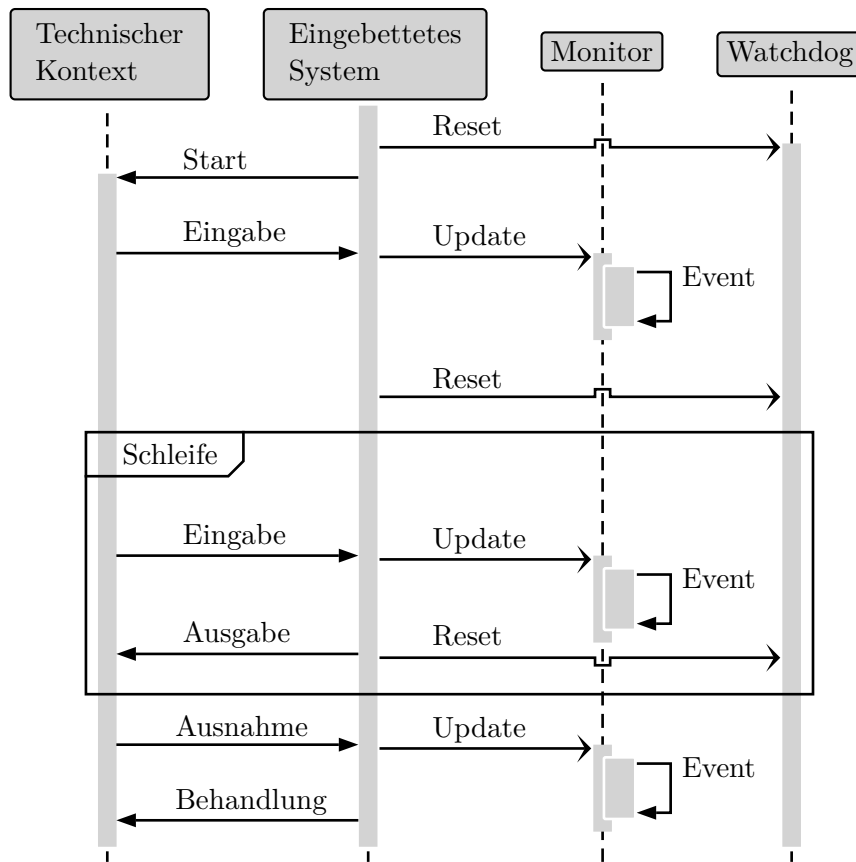 Technischer
Kontext
Eingebettetes
System
Monitor
Watchdog
Reset
Start
Eingabe
Update
Event
Reset
Schleife
Eingabe
Update
Event
Ausgabe
Reset
Ausnahme
Update
Event
Behandlung